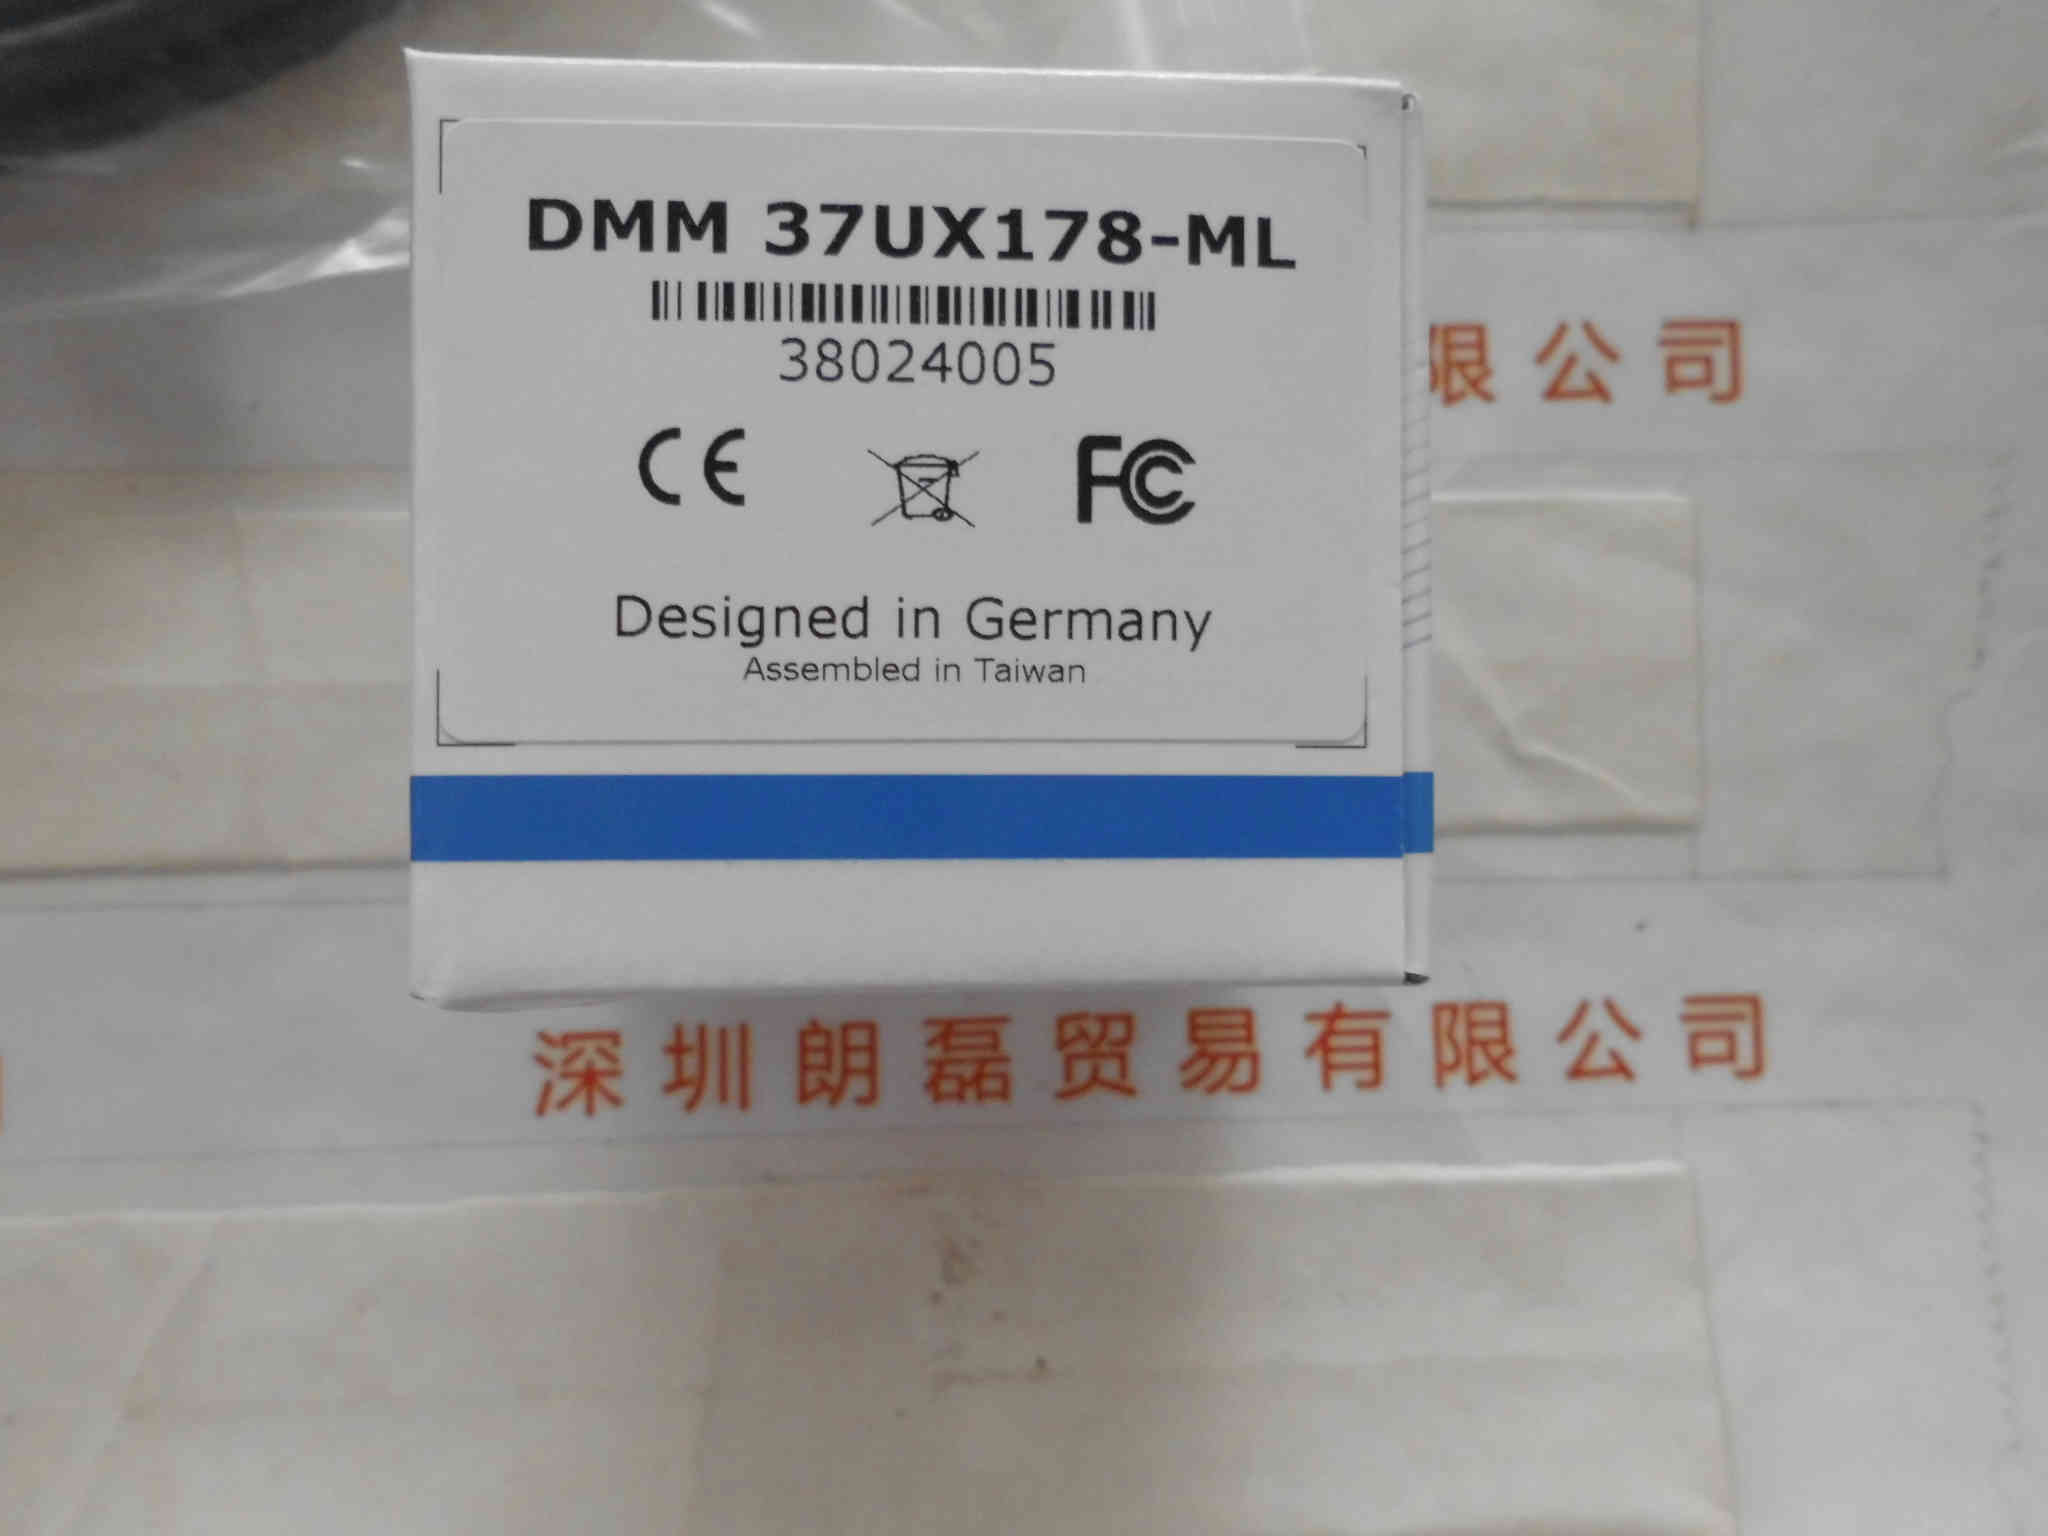 DMM 37UX178-ML
38024005
CE
FC
Designed in Germany
Assembled in Taiwan
限公司
深圳朗磊贸易有限公司